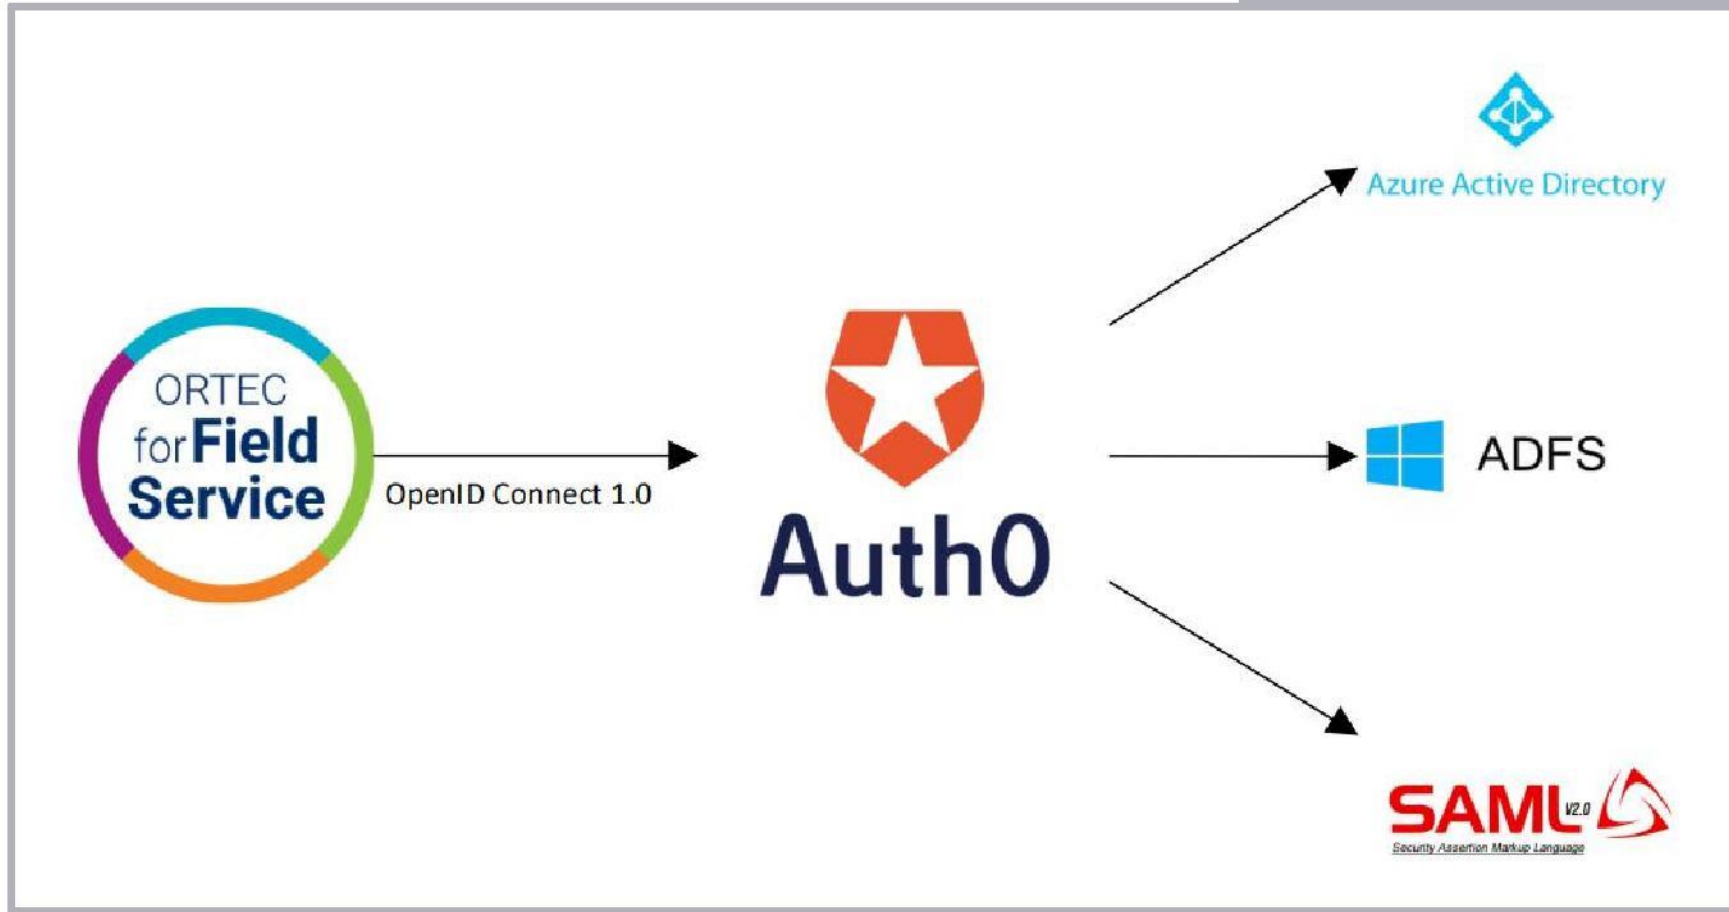 ORTEC
for Field
Service
OpenID Connect 1.0
Auth0
Azure Active Directory
ADFS
SAML V2.0
Security Assertion Markup Language